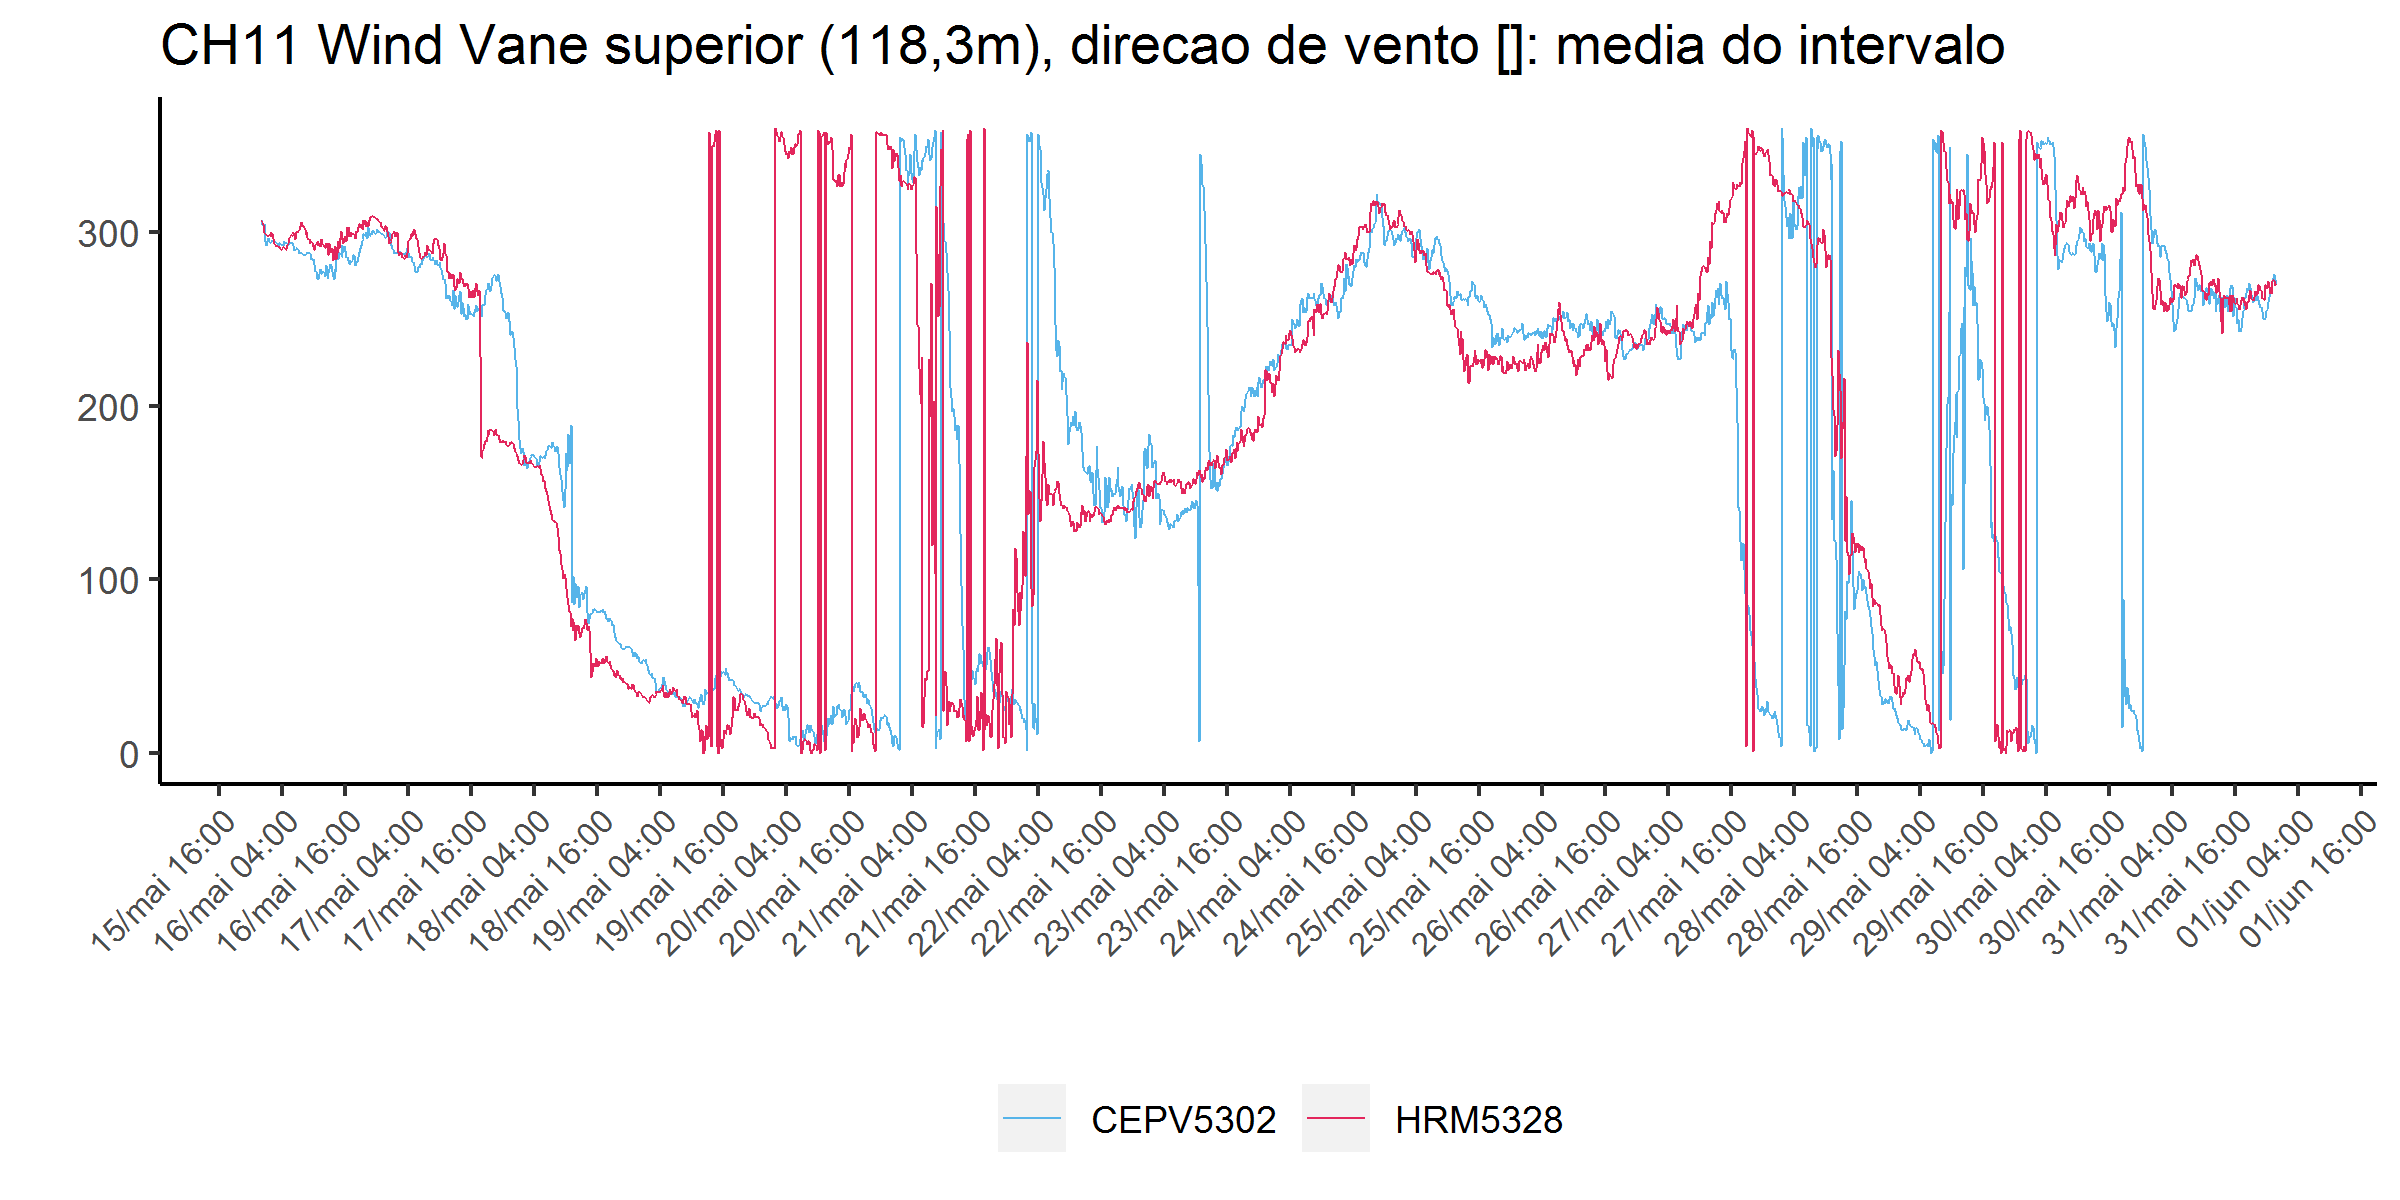 CH11 Wind Vane superior (118,3m), direcao de vento []: media do intervalo
300
200
100
0
15/mai 16:00
16/mai 04:00
16/mai 16:00
17/mai 04:00
17/mai 16:00
18/mai 04:00
18/mai 16:00
19/mai 04:00
19/mai 16:00
20/mai 04:00
20/mai 16:00
21/mai 04:00
21/mai 16:00
22/mai 04:00
22/mai 16:00
23/mai 04:00
23/mai 16:00
24/mai 04:00
24/mai 16:00
25/mai 04:00
25/mai 16:00
26/mai 04:00
26/mai 16:00
27/mai 04:00
27/mai 16:00
28/mai 04:00
28/mai 16:00
29/mai 04:00
29/mai 16:00
30/mai 04:00
30/mai 16:00
31/mai 04:00
31/mai 16:00
01/jun 04:00
01/jun 16:00
CEPV5302 HRM5328